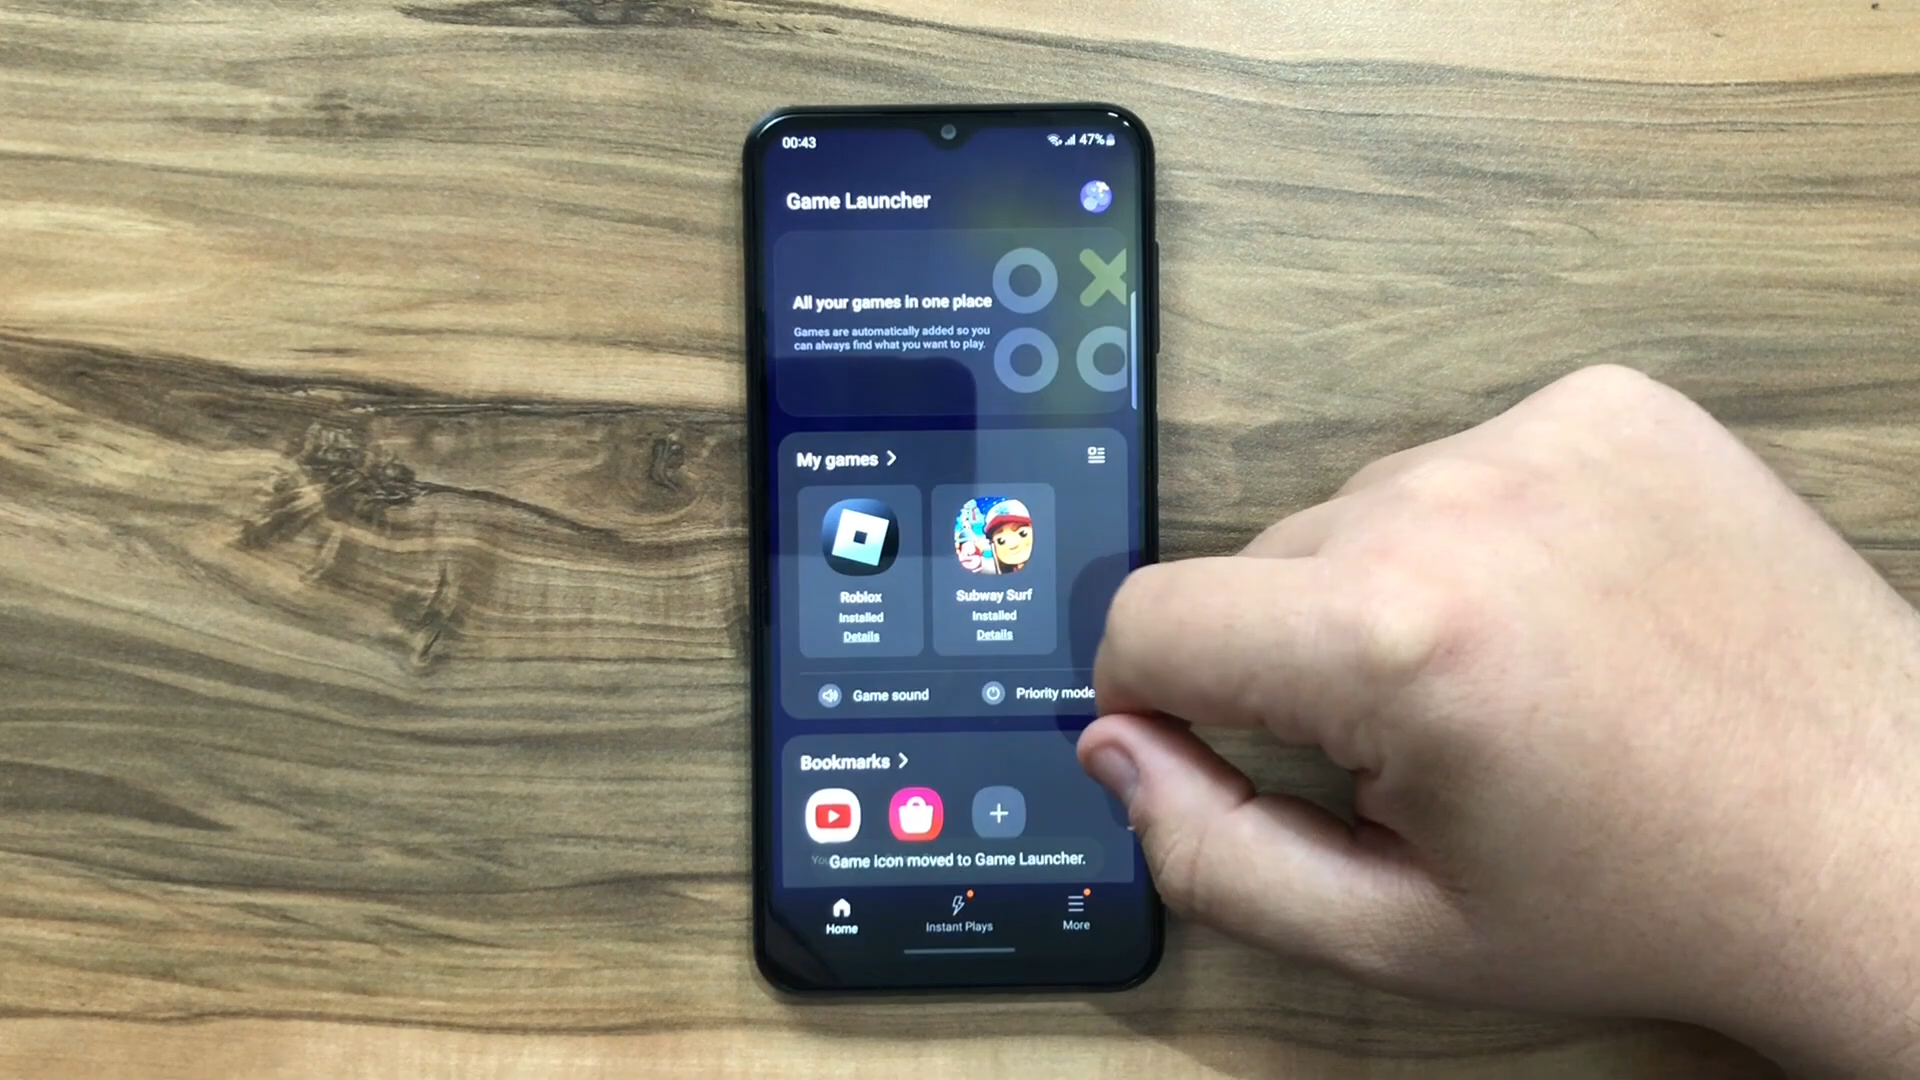 00:43
47%
Game Launcher
All your games in one place
Games are automatically added so you
can always find what you want to play.
My games
Roblox
Installed
Details
Subway Surf
Installed
Details
Game sound
Priority mode
Bookmarks
Game icon moved to Game Launcher.
Home
Instant Plays
More